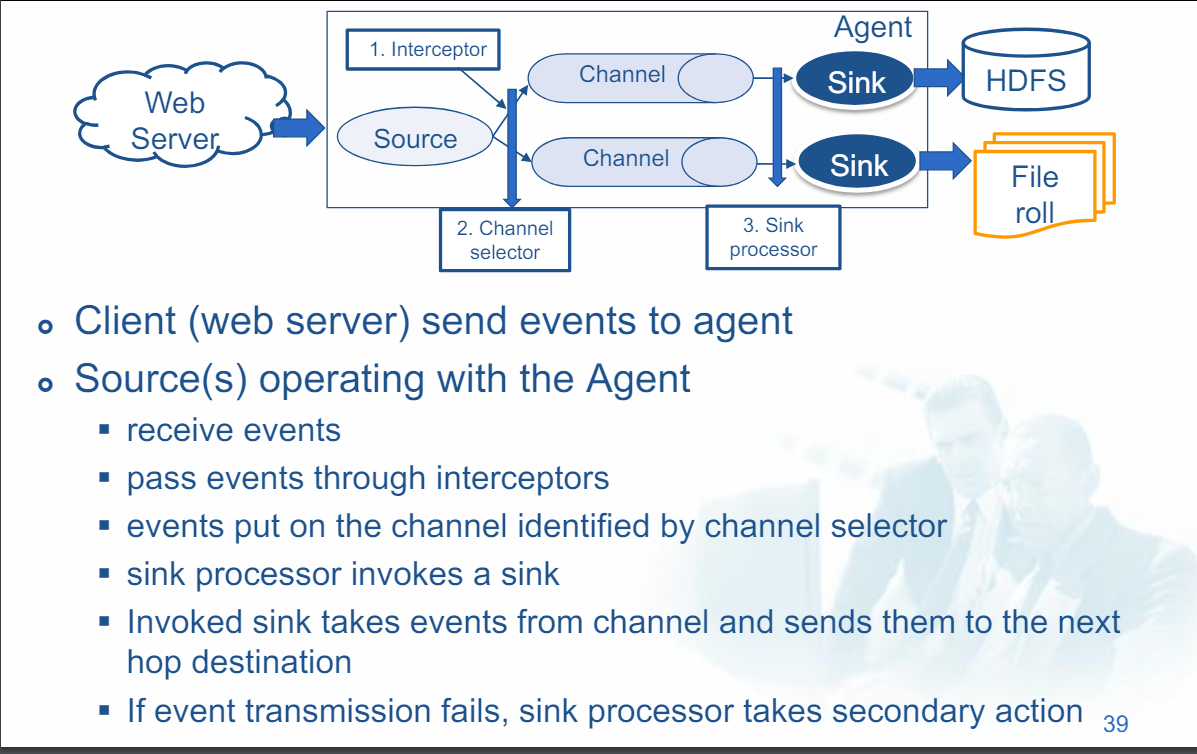 Agent
1. Interceptor
Channel
Sink
HDFS
Web
Server
Source
Channel
Sink
File
roll
2. Channel
selector
3. Sink
processor
Client (web server) send events to agent
Source(s) operating with the Agent
receive events
pass events through interceptors
events put on the channel identified by channel selector
sink processor invokes a sink
Invoked sink takes events from channel and sends them to the next
hop destination
If event transmission fails, sink processor takes secondary action
39